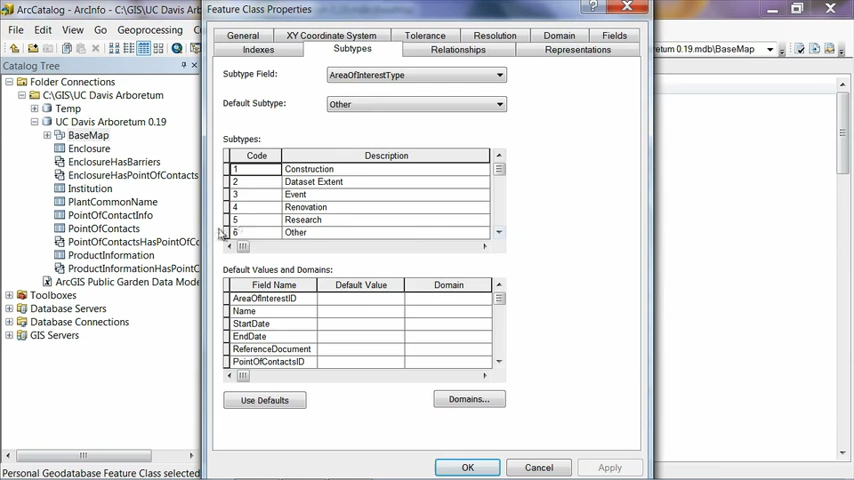 ArcCatalog - ArcInfo - C:\GIS\UC Davis Ar
Feature Class Properties
File Edit View Go Geoprocessing
um 0.19.mdb\BaseMap
General XY Coordinate System Tolerance Resolution Domain Fields
Indexes Subtypes Relationships Representations
Catalog Tree
Folder Connections
C:\GIS\UC Davis Arboretum
Temp
UC Davis Arboretum 0.19
BaseMap
Enclosure
EnclosureHasBarriers
EnclosureHasPointOfContacts
Institution
PlantCommonName
PointOfContactInfo
PointOfContacts
PointOfContactsHasPointOfCo
ProductInformation
ProductInformationHasPointC
ArcGIS Public Garden Data Mode
Toolboxes
Database Servers
Database Connections
GIS Servers
Subtype Field: AreaOfInterestType
Default Subtype: Other
Subtypes:
Code Description
1 Construction
2 Dataset Extent
3 Event
4 Renovation
5 Research
6 Other
Default Values and Domains:
Field Name Default Value Domain
AreaOfInterestID
Name
StartDate
EndDate
ReferenceDocument
PointOfContactsID
Use Defaults Domains...
OK Cancel Apply
Personal Geodatabase Feature Class selected